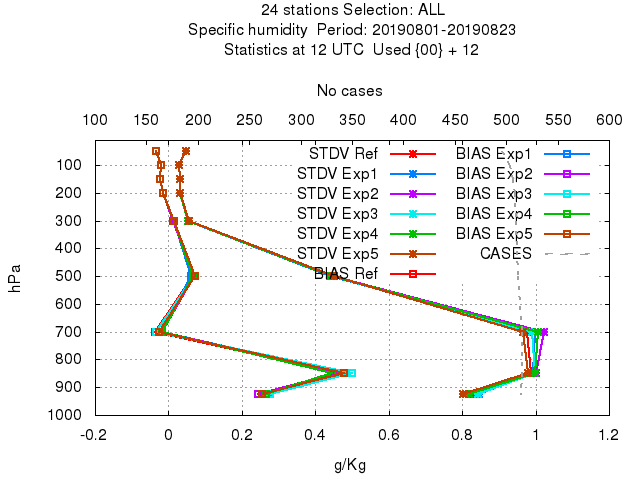 24 stations Selection: ALL
Specific humidity  Period: 20190801-20190823
Statistics at 12 UTC  Used {00} + 12
No cases
100 150 200 250 300 350 400 450 500 550 600
STDV Ref
STDV Exp1
STDV Exp2
STDV Exp3
STDV Exp4
STDV Exp5
BIAS Ref
BIAS Exp1
BIAS Exp2
BIAS Exp3
BIAS Exp4
BIAS Exp5
CASES
hPa
100
200
300
400
500
600
700
800
900
1000
-0.2 0 0.2 0.4 0.6 0.8 1 1.2
g/Kg